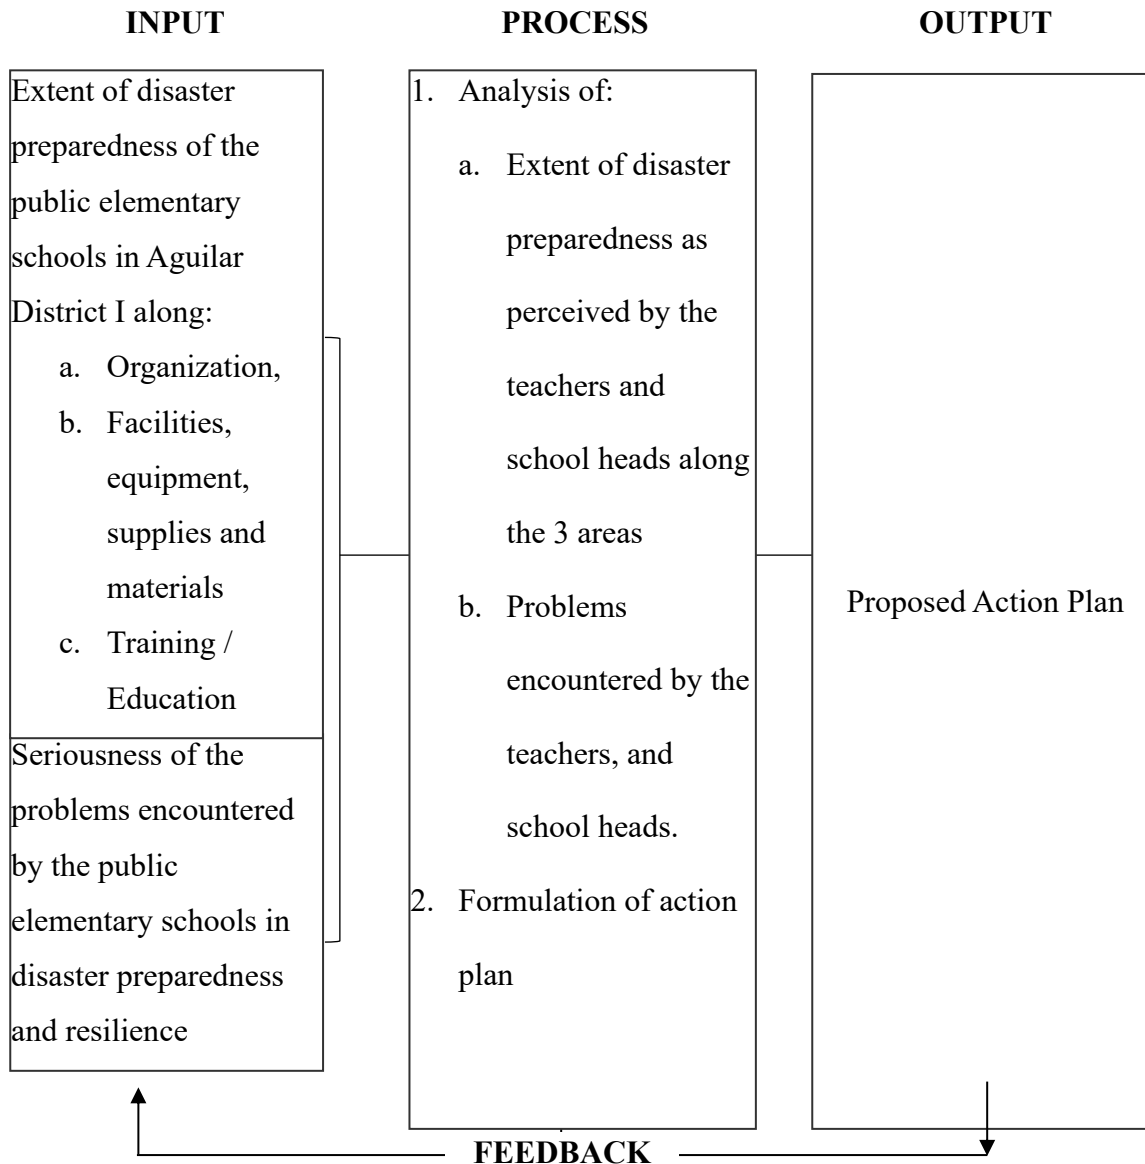 INPUT
PROCESS
OUTPUT
Extent of disaster
preparedness of the
public elementary
schools in Aguilar
District I along:
a. Organization,
b. Facilities,
equipment,
supplies and
materials
c. Training /
Education
Seriousness of the
problems encountered
by the public
elementary schools in
disaster preparedness
and resilience
1. Analysis of:
a. Extent of disaster
preparedness as
perceived by the
teachers and
school heads along
the 3 areas
b. Problems
encountered by the
teachers, and
school heads.
2. Formulation of action
plan
Proposed Action Plan
FEEDBACK